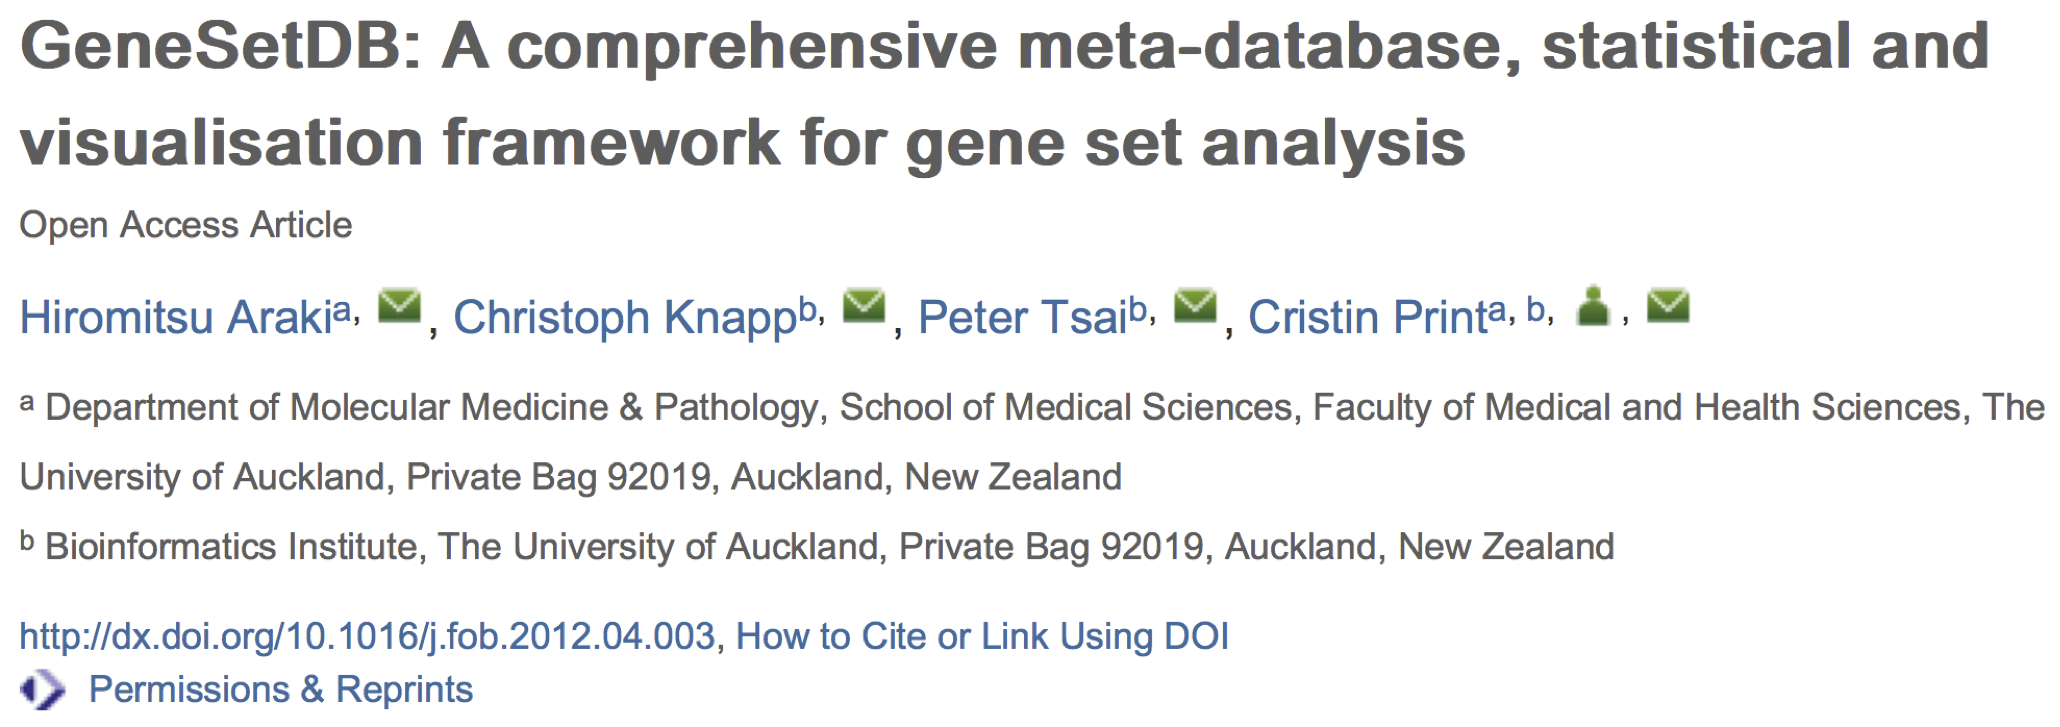 GeneSetDB: A comprehensive meta-database, statistical and
visualisation framework for gene set analysis
Open Access Article
Hiromitsu Araki a, , Christoph Knapp b, , Peter Tsai b, , Cristin Print a, b, ,
a Department of Molecular Medicine & Pathology, School of Medical Sciences, Faculty of Medical and Health Sciences, The
University of Auckland, Private Bag 92019, Auckland, New Zealand
b Bioinformatics Institute, The University of Auckland, Private Bag 92019, Auckland, New Zealand
http://dx.doi.org/10.1016/j.fob.2012.04.003, How to Cite or Link Using DOI
Permissions & Reprints